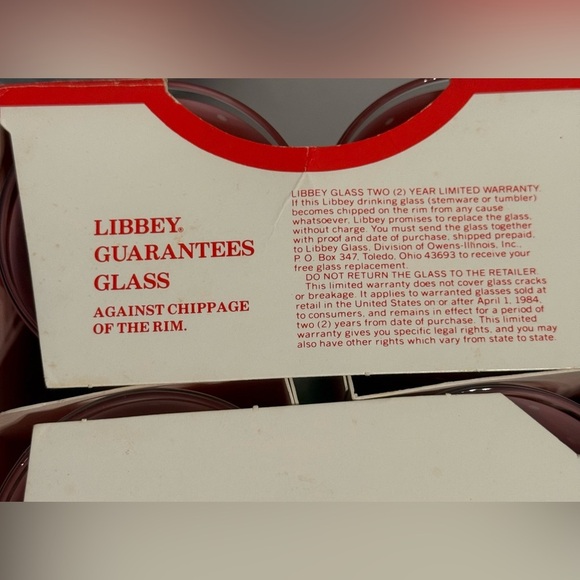 LIBBEY®
GUARANTEES
GLASS
AGAINST CHIPPAGE
OF THE RIM.
LIBBEY GLASS TWO (2) YEAR LIMITED WARRANTY.
If this Libbey drinking glass (stemware or tumbler)
becomes chipped on the rim from any cause
whatsoever, Libbey promises to replace the glass,
without charge. You must send the glass together
with proof and date of purchase, shipped prepaid,
to Libbey Glass, Division of Owens-Illinois, Inc.,
P.O. Box 347, Toledo, Ohio 43693 to receive your
free glass replacement.
DO NOT RETURN THE GLASS TO THE RETAILER.
This limited warranty does not cover glass cracks
or breakage. It applies to warranted glasses sold at
retail in the United States on or after April 1, 1984,
to consumers, and remains in effect for a period of
two (2) years from date of purchase. This limited
warranty gives you specific legal rights, and you may
also have other rights which vary from state to state.